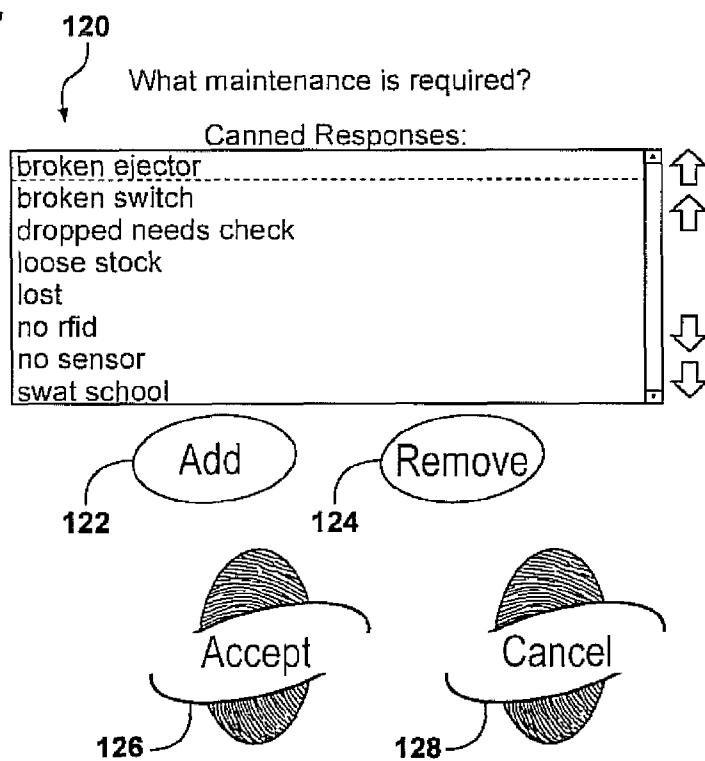 120
What maintenance is required?
Canned Responses:
broken ejector
broken switch
dropped needs check
loose stock
lost
no rfid
no sensor
swat school
Add Remove
122 124
Accept Cancel
126 128